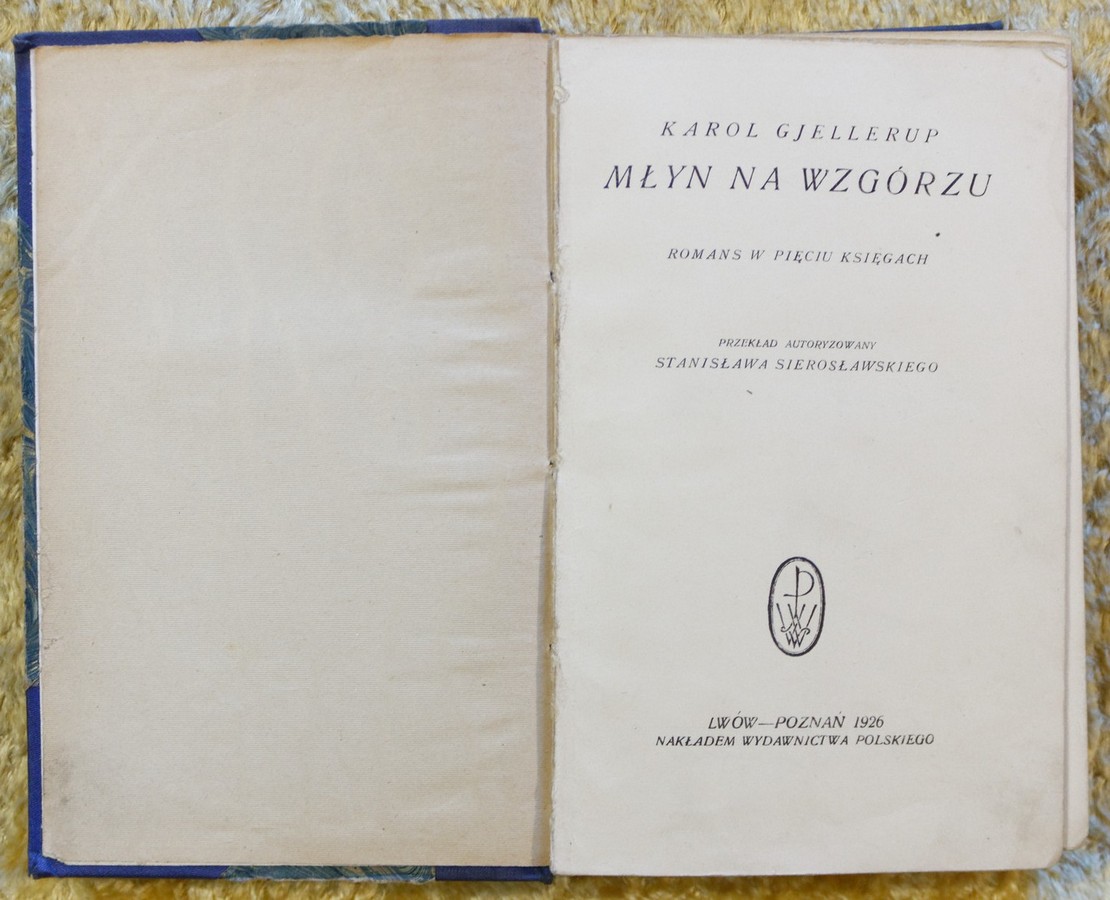 KAROL GJELLERUP
MŁYN NA WZGÓRZU
ROMANS W PIĘCIU KSIĘGACH
PRZEKŁAD AUTORYZOWANY
STANISŁAWA SIEROSŁAWSKIEGO
LWÓW—POZNAŃ 1926
NAKŁADEM WYDAWNICTWA POLSKIEGO